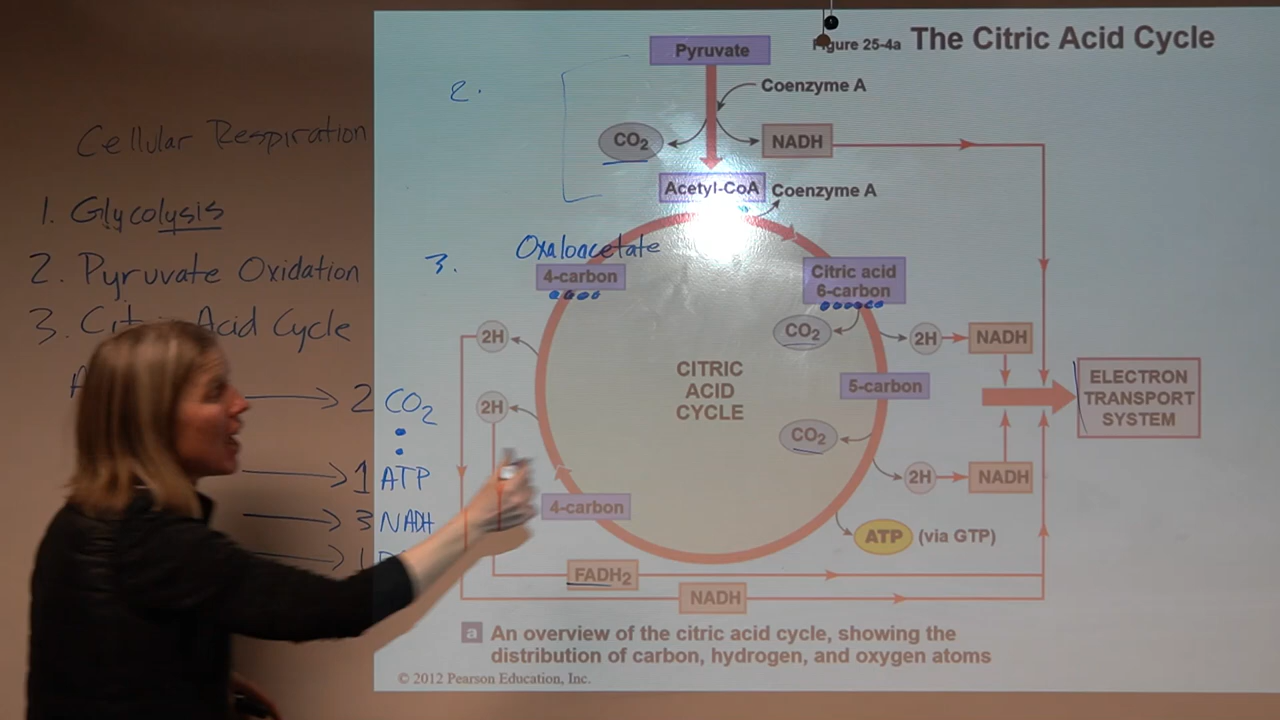 Figure 25-4a The Citric Acid Cycle
Pyruvate
2.
Coenzyme A
CO2
NADH
Cellular Respiration
Acetyl-CoA
Coenzyme A
1. Glycolysis
2. Pyruvate Oxidation
3. Citric Acid Cycle
2 CO2
1 ATP
3 NADH
1
3.
Oxaloacetate
4-carbon
Citric acid
6-carbon
CO2
2H
NADH
2H
2H
CITRIC
ACID
CYCLE
5-carbon
ELECTRON
TRANSPORT
SYSTEM
CO2
2H
NADH
4-carbon
ATP (via GTP)
FADH2
NADH
a An overview of the citric acid cycle, showing the
distribution of carbon, hydrogen, and oxygen atoms
© 2012 Pearson Education, Inc.